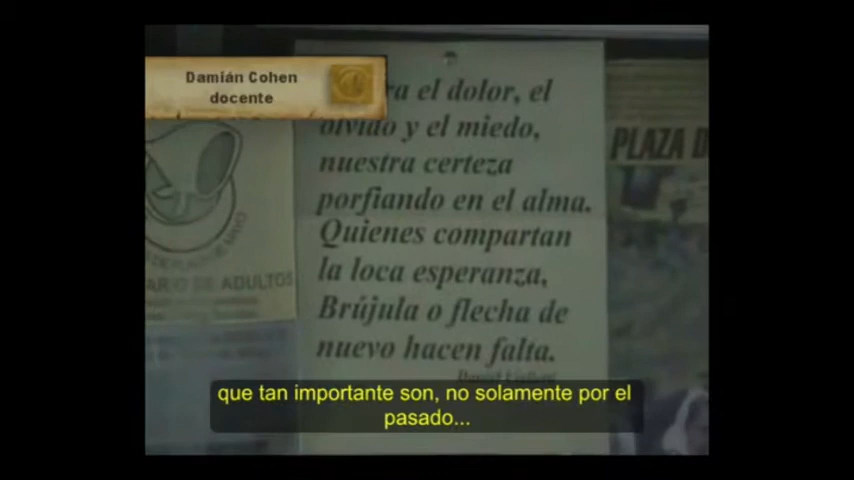 Damián Cohen
docente
el dolor, el
olvido y el miedo,
nuestra certeza
porfiando en el alma.
Quienes compartan
la loca esperanza,
Brújula o flecha de
nuevo hacen falta.
PLAZA D
DE ADULTOS
que tan importante son, no solamente por el
pasado...